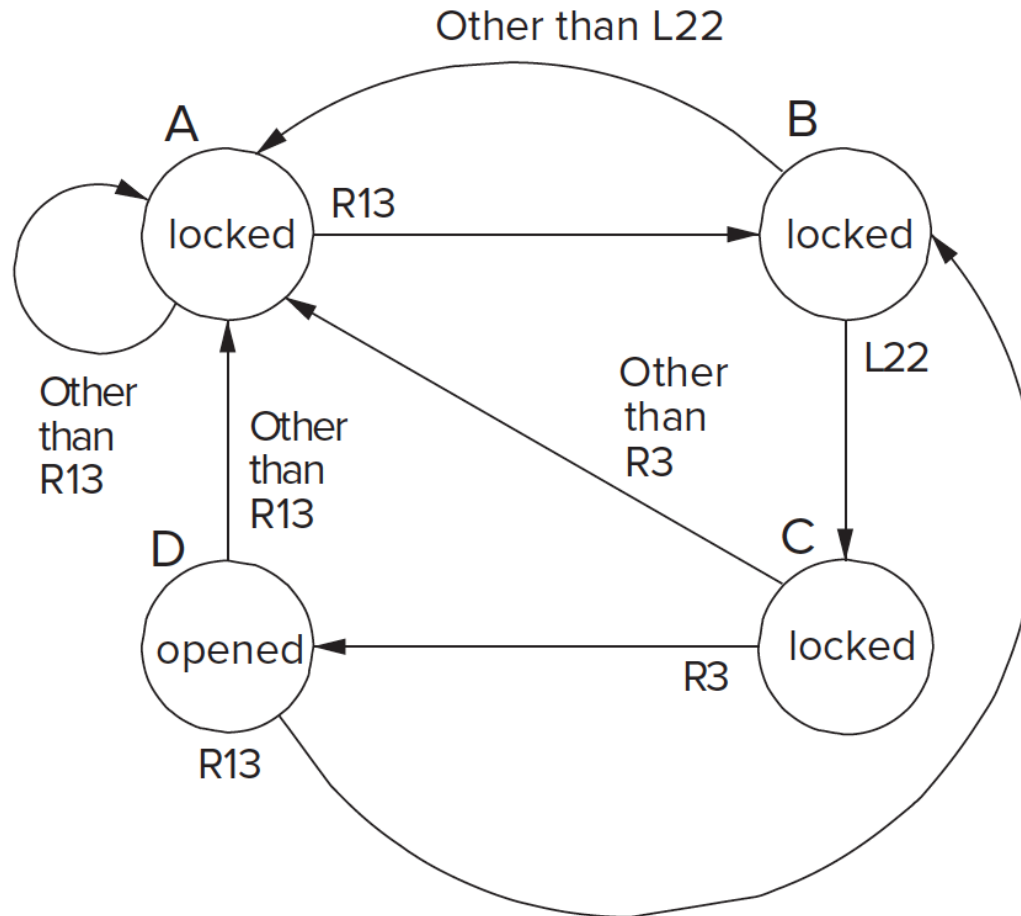 Other than L22
A
B
locked
R13
locked
Other
than
R13
Other
than
R13
Other
than
R3
L22
D
C
opened
locked
R3
R13